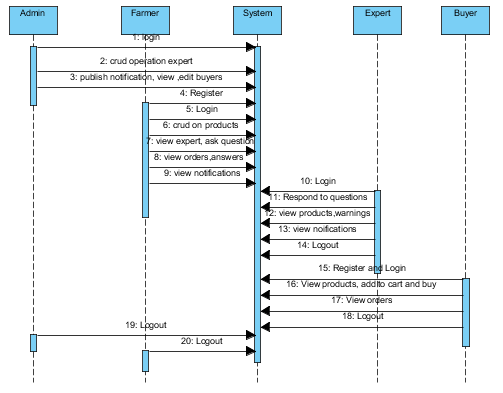 Admin
Farmer
System
Expert
Buyer
1: login
2: crud operation expert
3: publish notification, view ,edit buyers
4: Register
5: Login
6: crud on products
7: view expert, ask question
8: view orders,answers
9: view notifications
10: Login
11: Respond to questions
12: view products,warnings
13: view noifications
14: Logout
15: Register and Login
16: View products, add to cart and buy
17: View orders
18: Logout
19: Logout
20: Logout